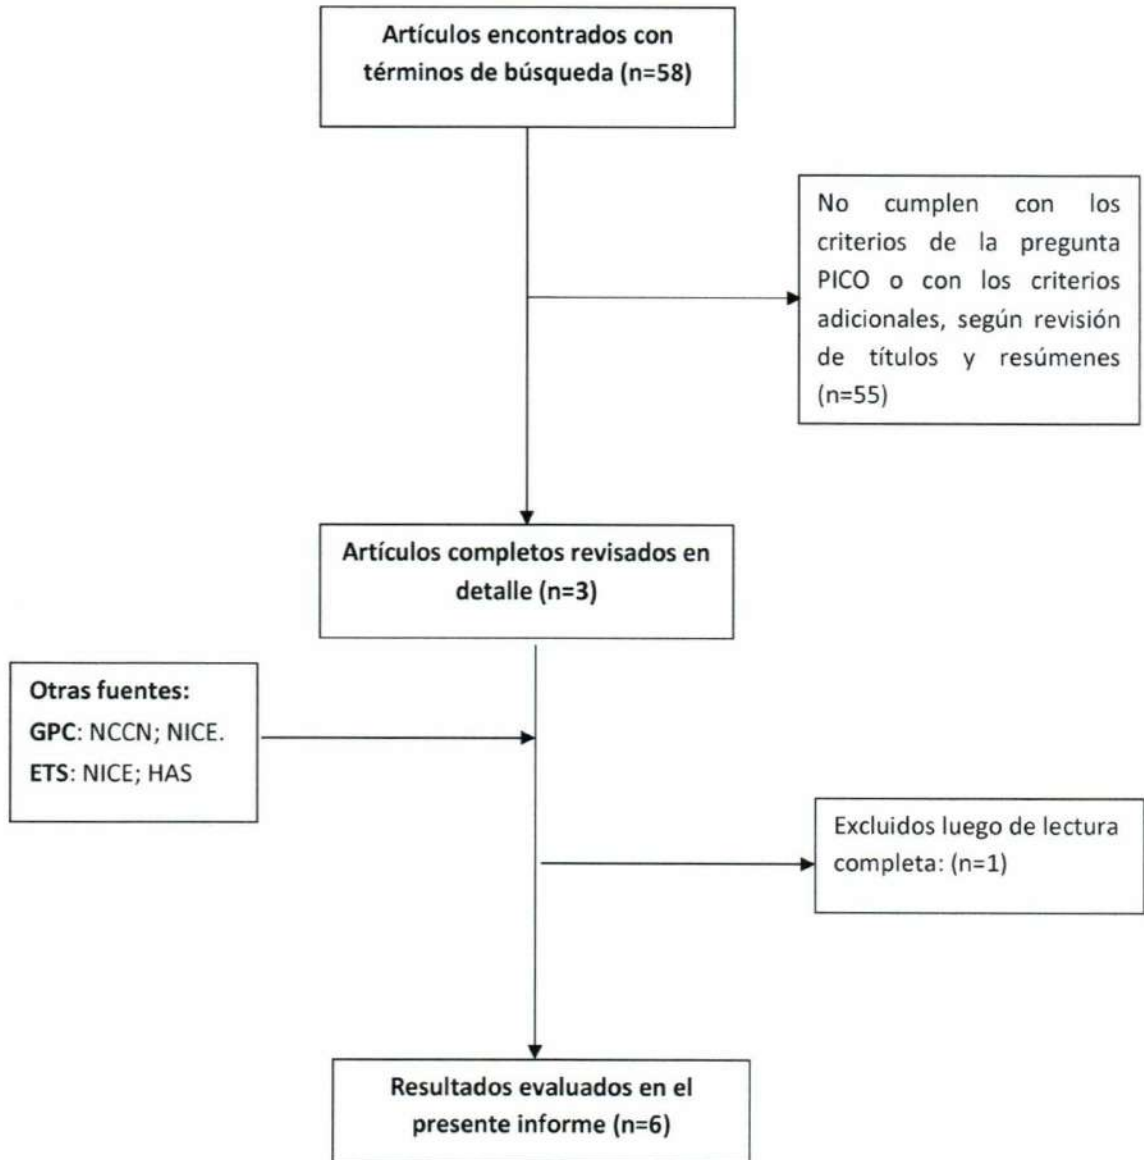 Artículos encontrados con
términos de búsqueda (n=58)
No cumplen con los
criterios de la pregunta
PICO o con los criterios
adicionales, según revisión
de títulos y resúmenes
(n=55)
Artículos completos revisados en
detalle (n=3)
Otras fuentes:
GPC: NCCN; NICE.
ETS: NICE; HAS
Excluidos luego de lectura
completa: (n=1)
Resultados evaluados en el
presente informe (n=6)